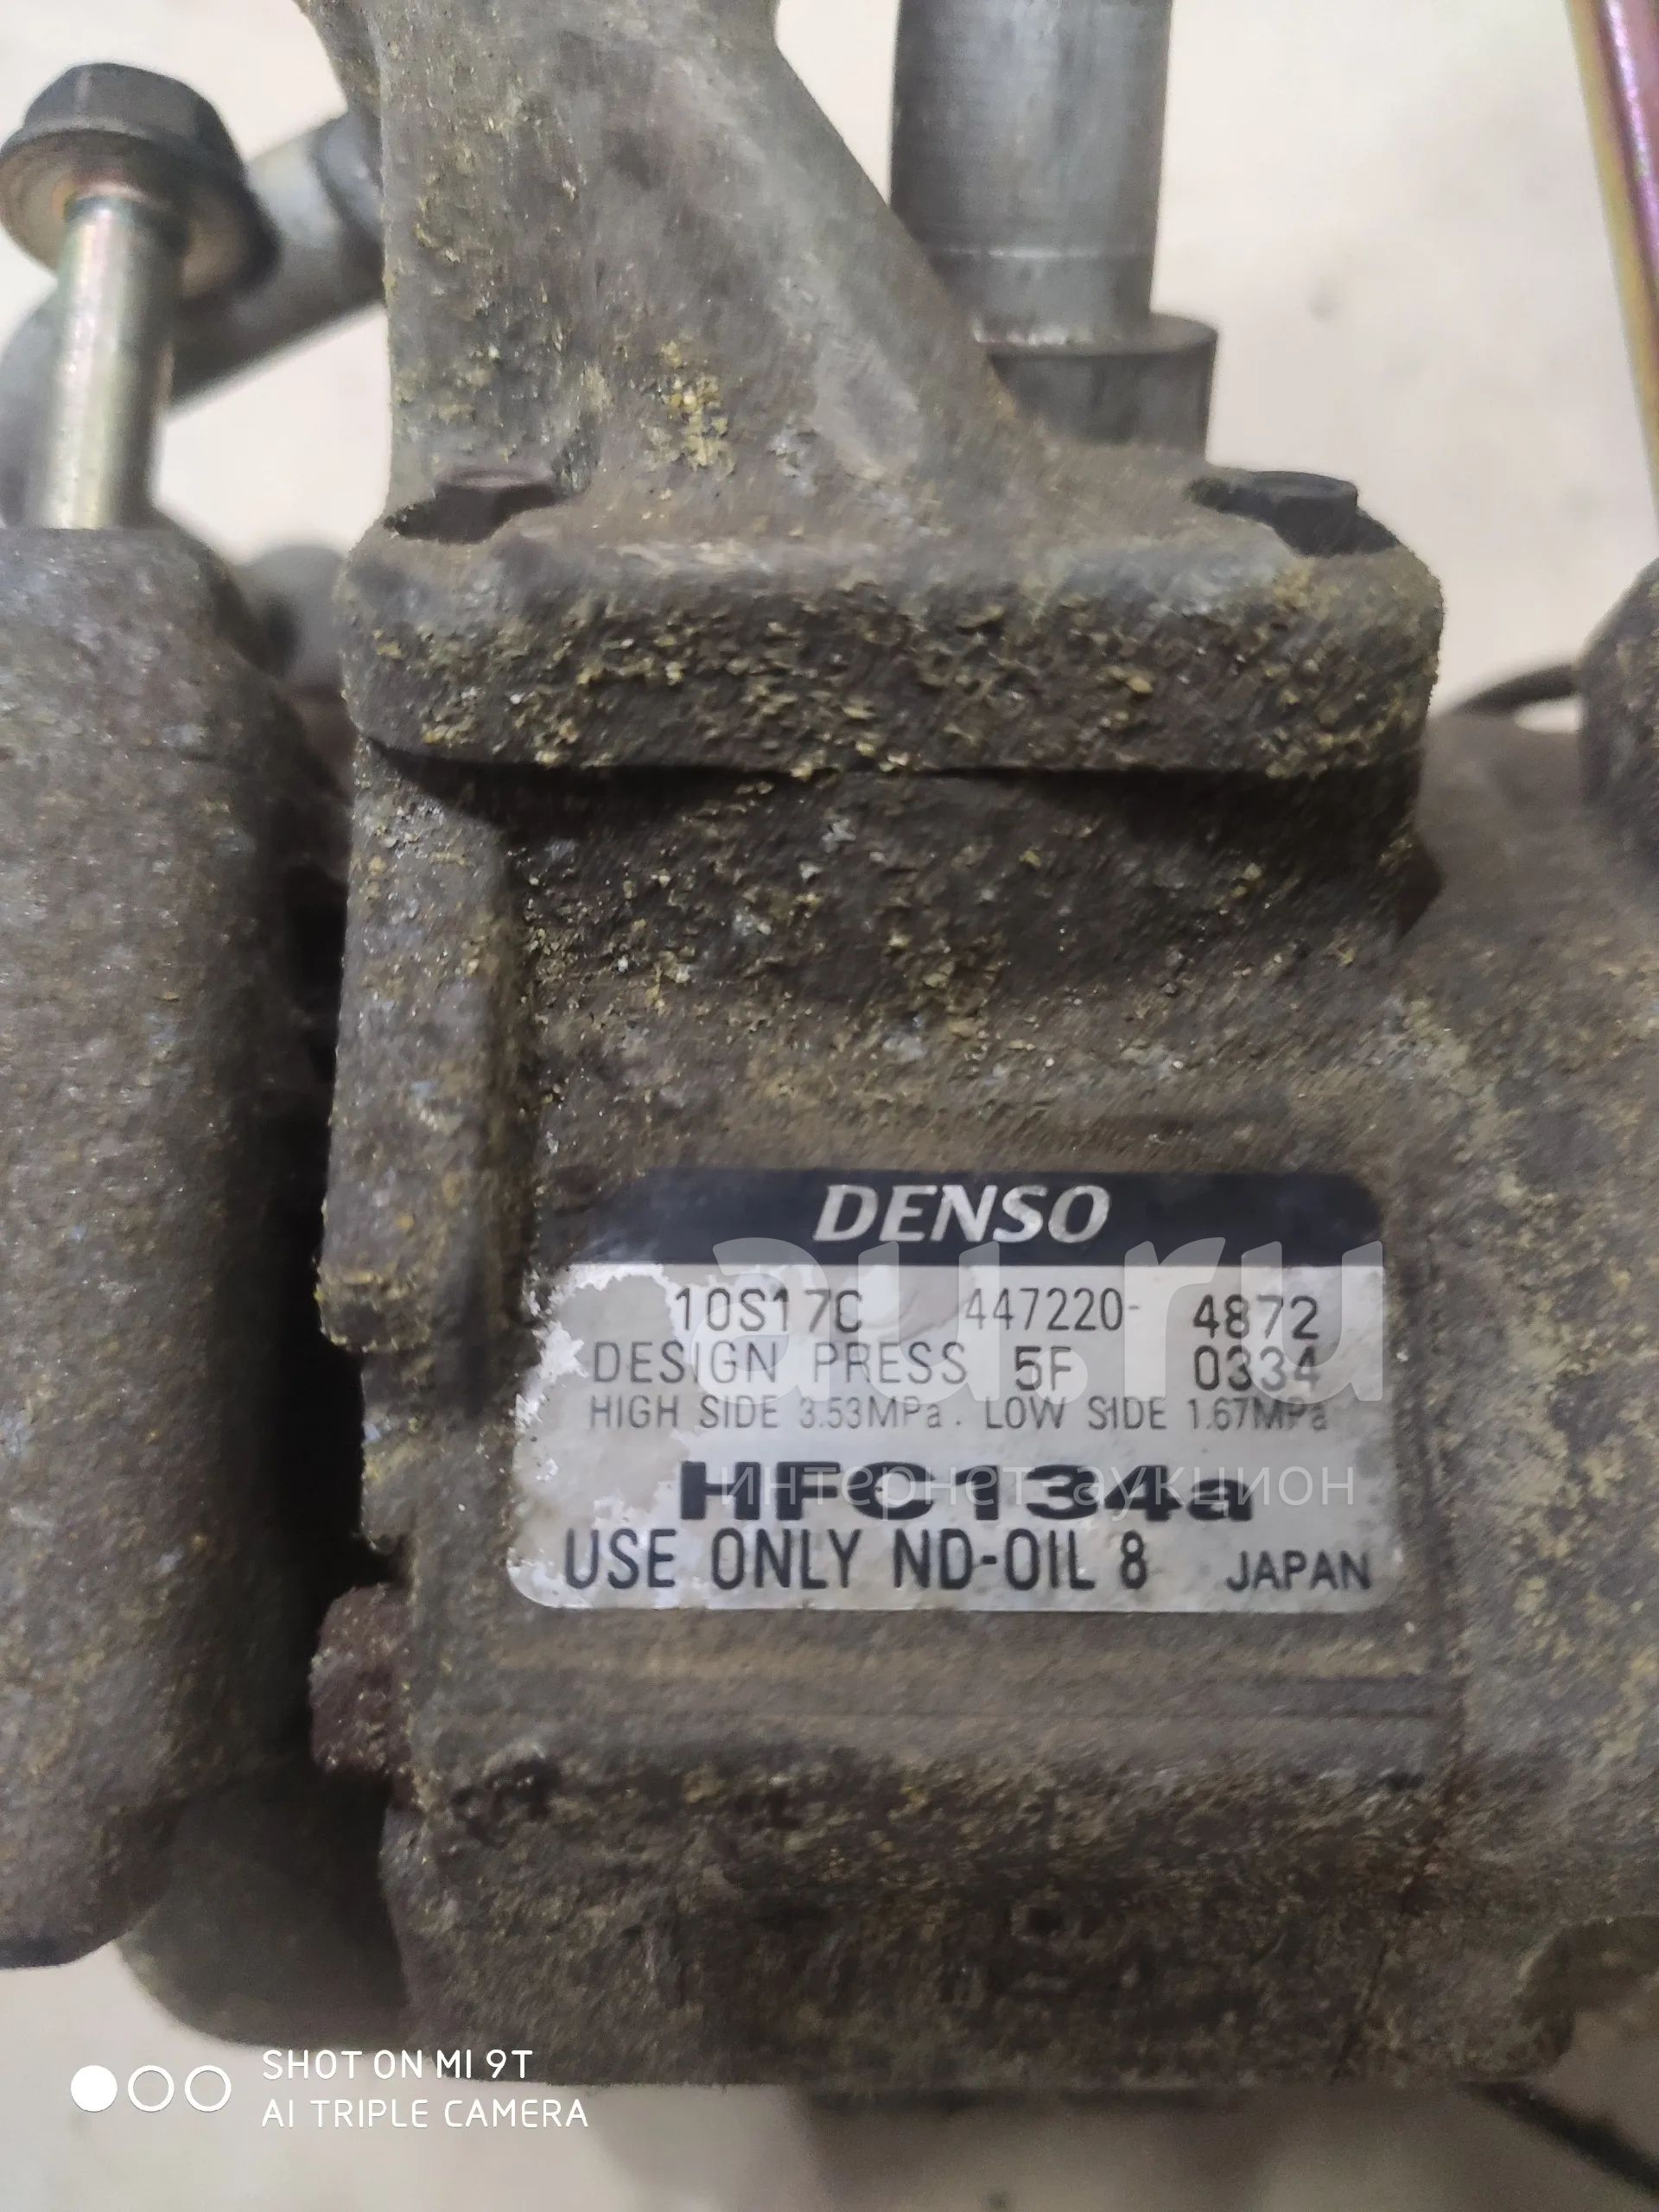 DENSO
au.ru
10S17C 447220- 4872
DESIGN PRESS 5F 0334
HIGH SIDE 3.53MPa. LOW SIDE 1.67MPa
HFC134a
интернет-аукцион
USE ONLY ND-OIL 8 JAPAN
SHOT ON MI 9T
AI TRIPLE CAMERA